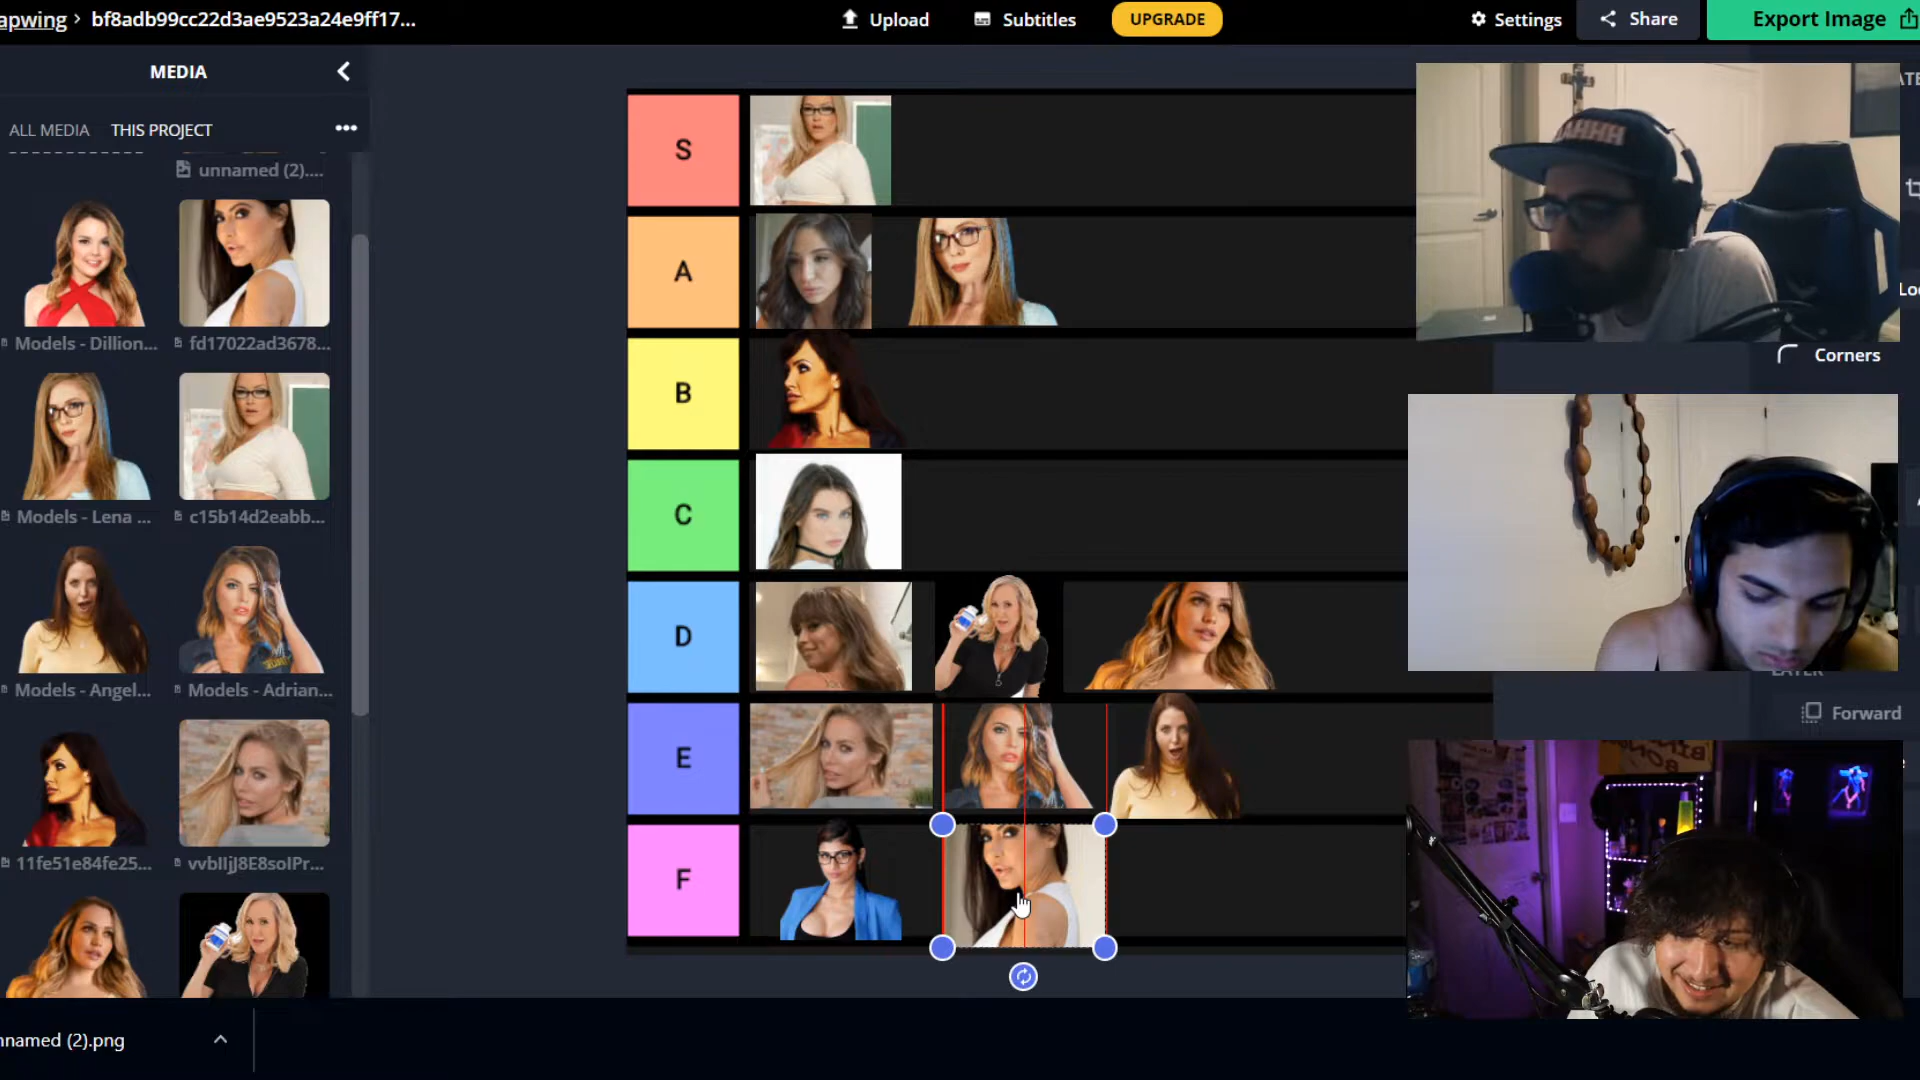 apwing › bf8adb99cc22d3ae9523a24e9ff17...
Upload
Subtitles
UPGRADE
Settings
Share
Export Image
MEDIA
ALL MEDIA
THIS PROJECT
unnamed (2)....
Models - Dillion...
fd17022ad3678...
Models - Lena ...
c15b14d2eabb...
Models - Angel...
Models - Adrian...
11fe51e84fe25...
S
A
B
C
D
E
F
Corners
LAYER
Forward
nnamed (2).png